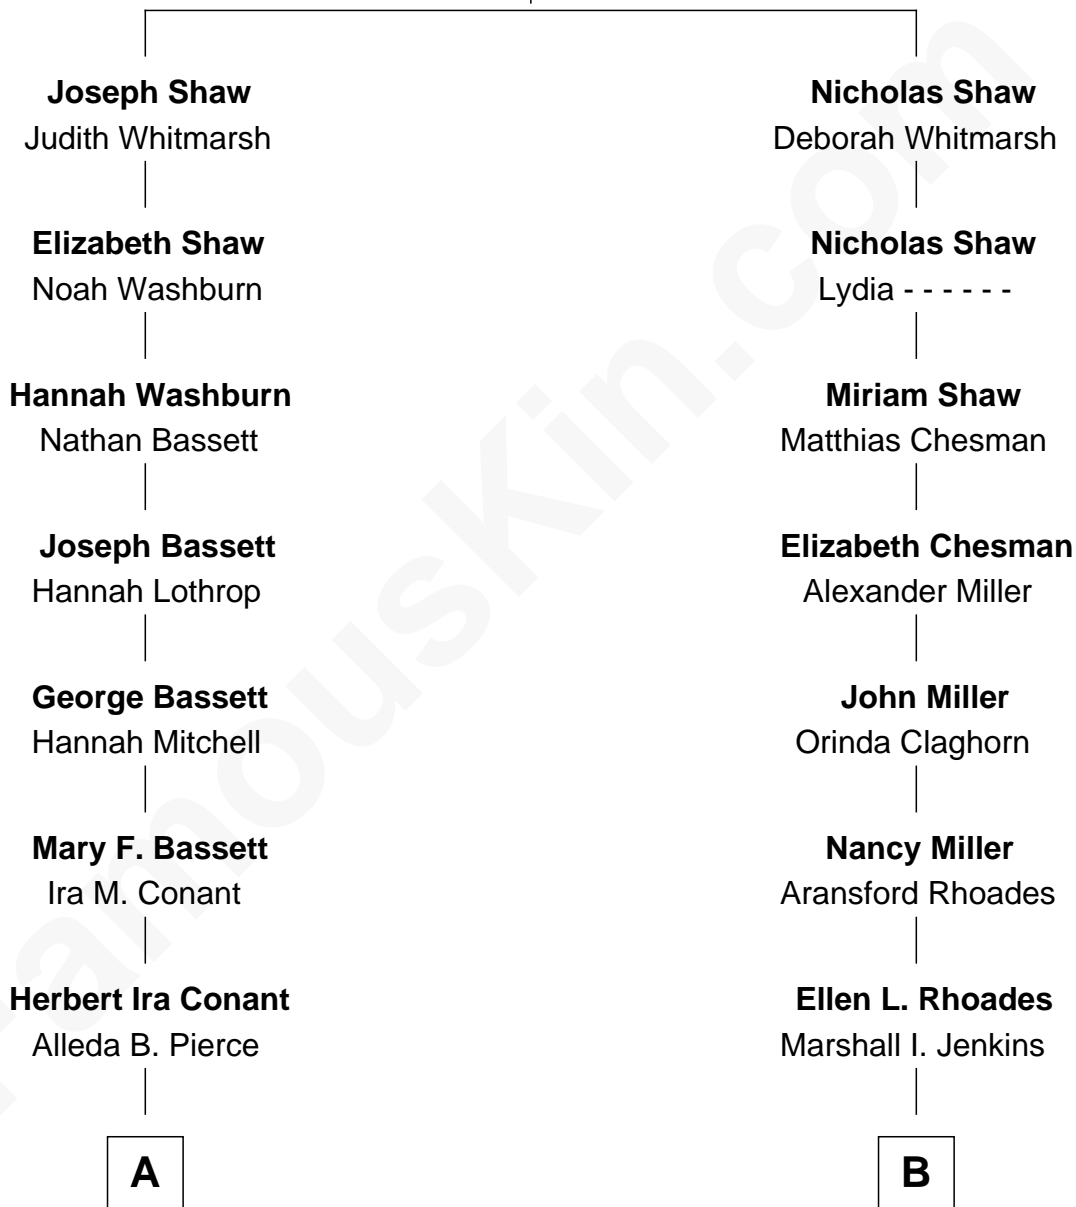 Joseph Shaw
Judith Whitmarsh
Nicholas Shaw
Deborah Whitmarsh
Elizabeth Shaw
Noah Washburn
Nicholas Shaw
Lydia - - - - - -
Hannah Washburn
Nathan Bassett
Miriam Shaw
Matthias Chesman
Joseph Bassett
Hannah Lothrop
Elizabeth Chesman
Alexander Miller
George Bassett
Hannah Mitchell
John Miller
Orinda Claghorn
Mary F. Bassett
Ira M. Conant
Nancy Miller
Aransford Rhoades
Herbert Ira Conant
Alleda B. Pierce
Ellen L. Rhoades
Marshall I. Jenkins
A
B
FamousKin.com